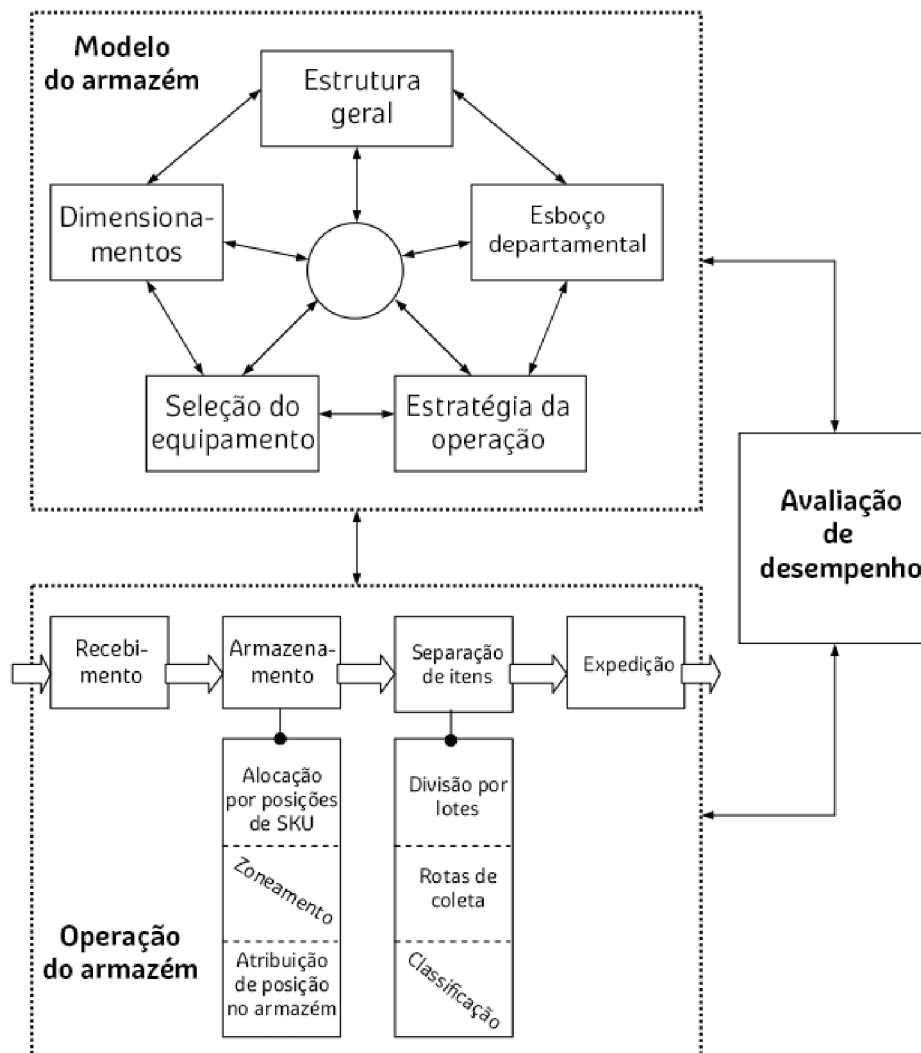 Modelo
do armazém
Estrutura
geral
Dimensiona-
mentos
Esboço
departamental
Seleção do
equipamento
Estratégia da
operação
Avaliação
de
desempenho
Recebi-
mento
Armazena-
mento
Separação
de itens
Expedição
Alocação
por posições
de SKU
Zoneamento
Atribuição
de posição
no armazém
Divisão por
lotes
Rotas de
coleta
Classificação
Operação
do armazém